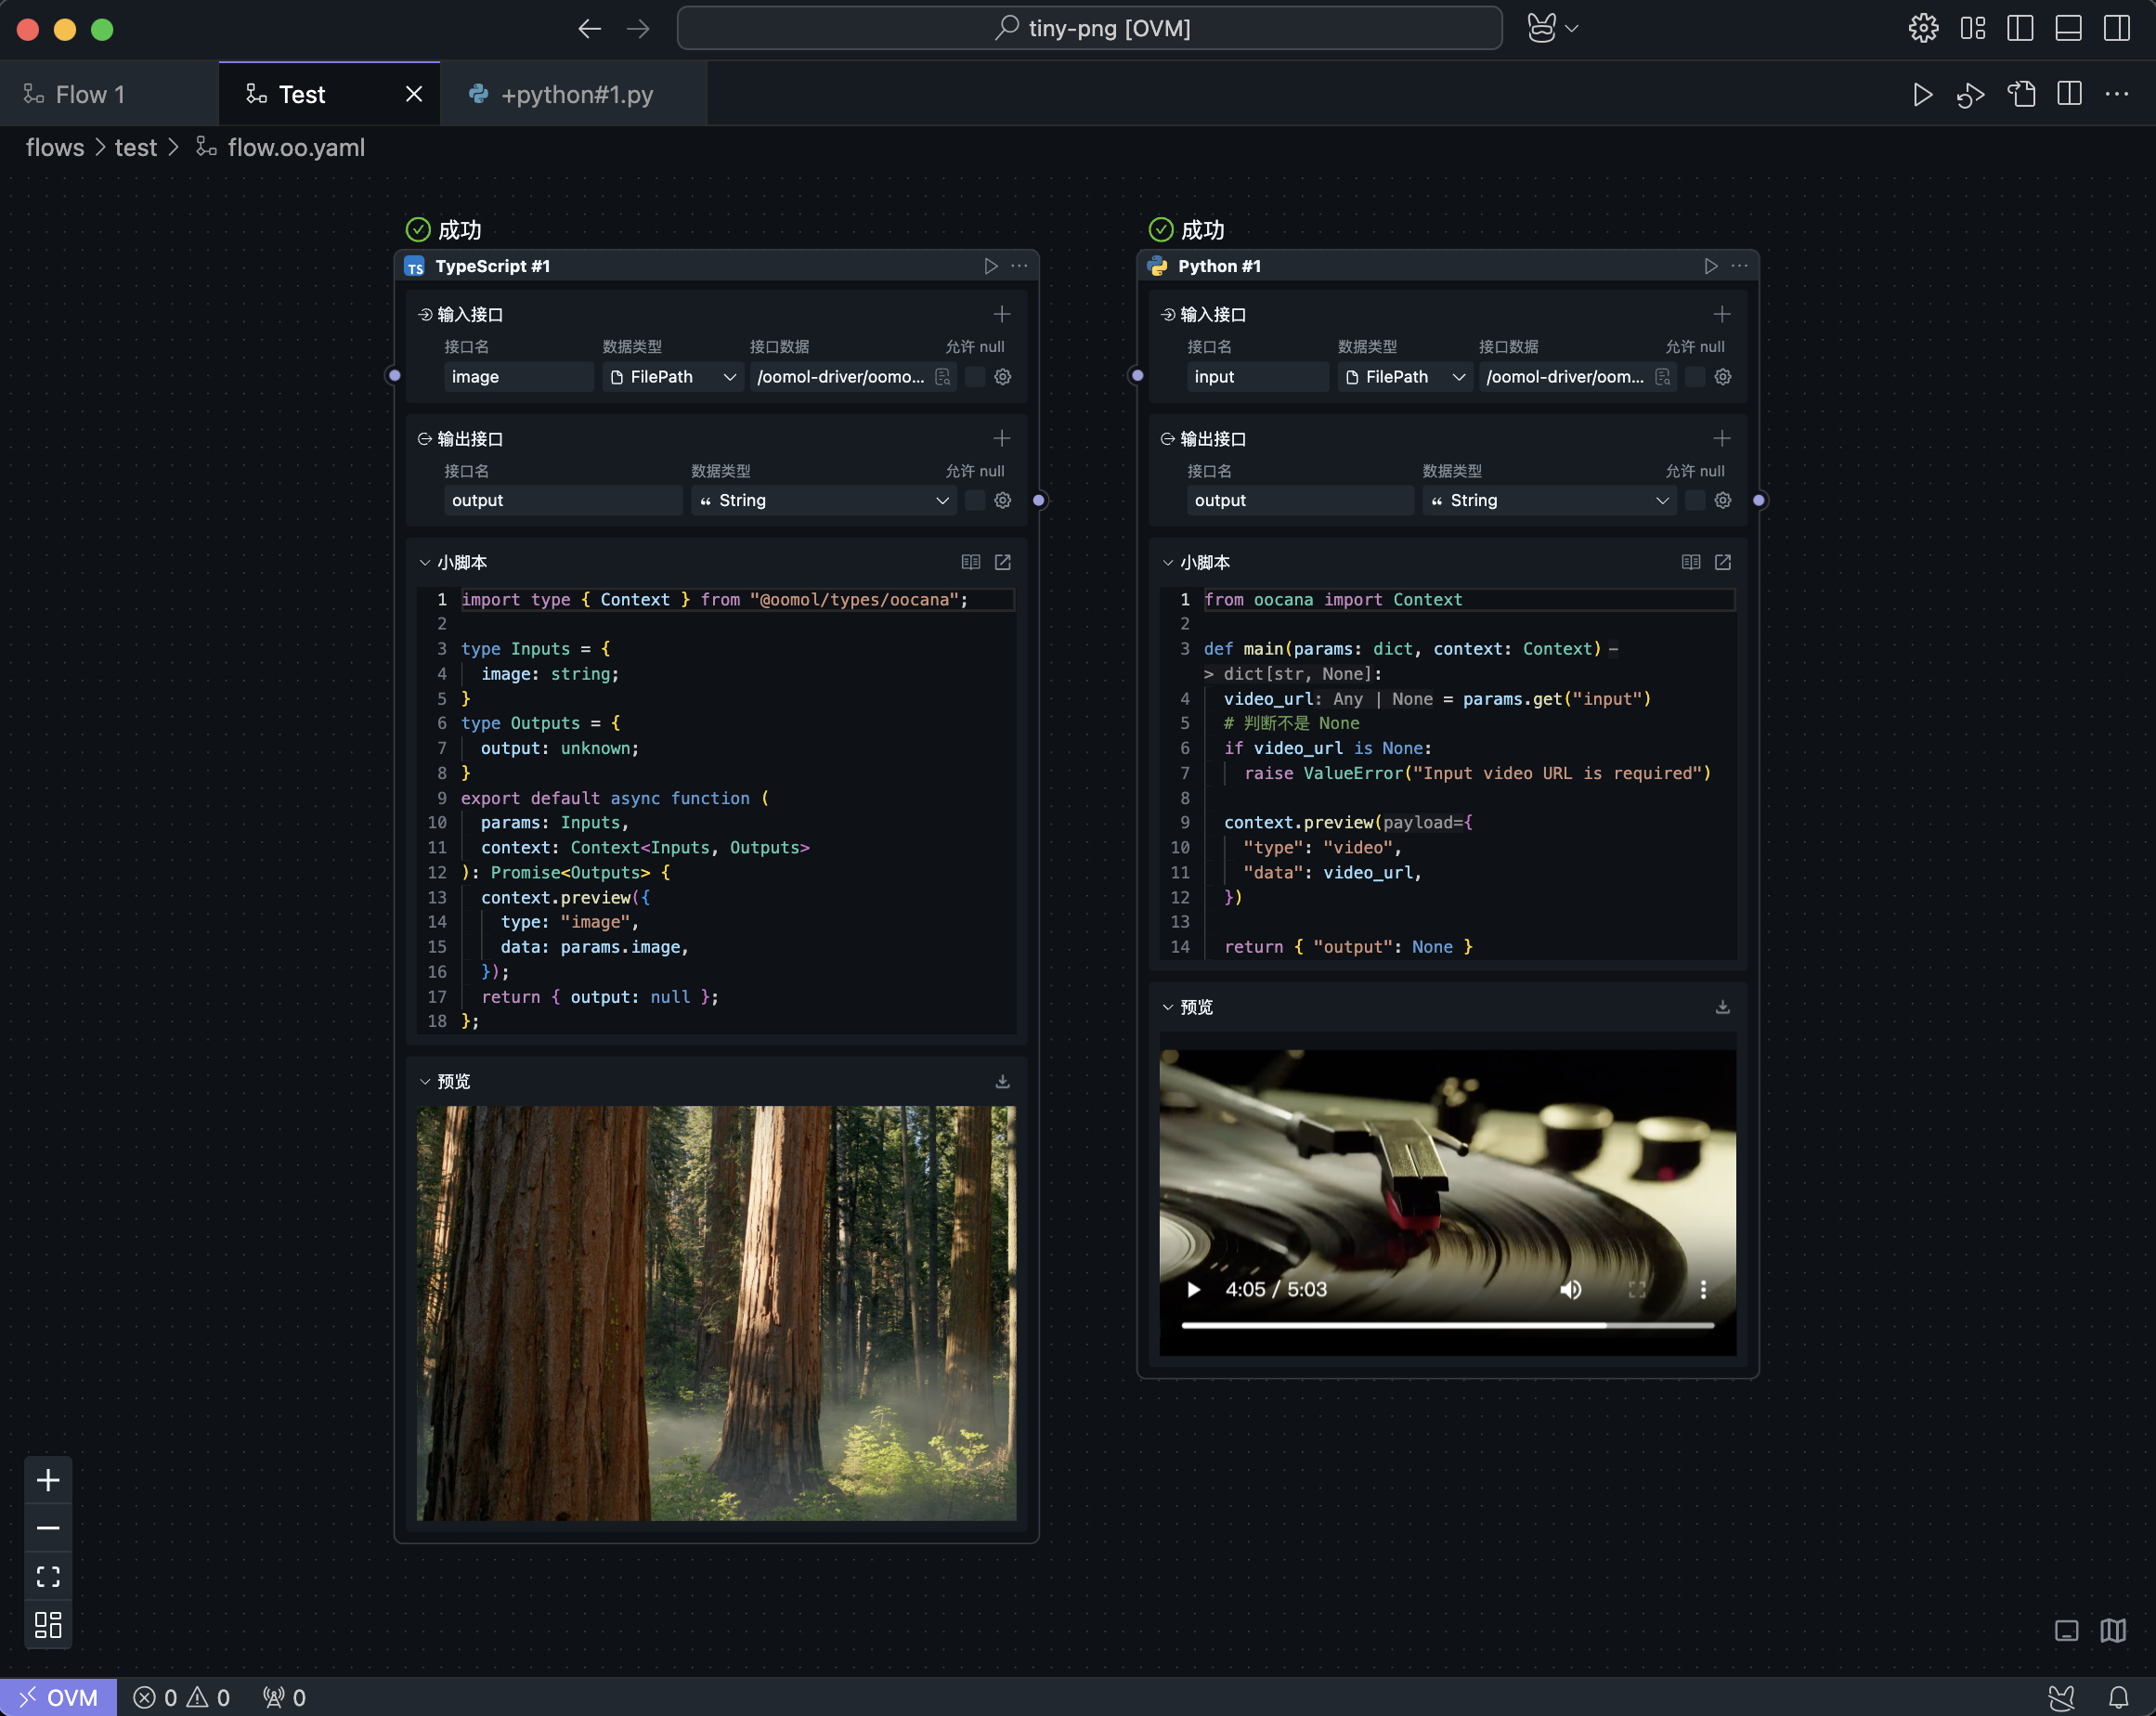 tiny-png [OVM]
Flow 1
Test
+python#1.py
flows > test > flow.oo.yaml
成功
TS TypeScript #1
输入接口
接口名 数据类型 接口数据 允许 null
image FilePath /oomol-driver/oomo...
输出接口
接口名 数据类型 允许 null
output String
小脚本
1 import type { Context } from "@oomol/types/oocana";
2
3 type Inputs = {
4 image: string;
5 }
6 type Outputs = {
7 output: unknown;
8 }
9 export default async function (
10 params: Inputs,
11 context: Context<Inputs, Outputs>
12 ): Promise<Outputs> {
13 context.preview({
14 type: "image",
15 data: params.image,
16 });
17 return { output: null };
18 };
预览
成功
Python #1
输入接口
接口名 数据类型 接口数据 允许 null
input FilePath /oomol-driver/oom...
输出接口
接口名 数据类型 允许 null
output String
小脚本
1 from oocana import Context
2
3 def main(params: dict, context: Context) -
> dict[str, None]:
4 video_url: Any | None = params.get("input")
5 # 判断不是 None
6 if video_url is None:
7 raise ValueError("Input video URL is required")
8
9 context.preview(payload={
10 "type": "video",
11 "data": video_url,
12 })
13
14 return { "output": None }
预览
4:05 / 5:03
OVM 0 0 0